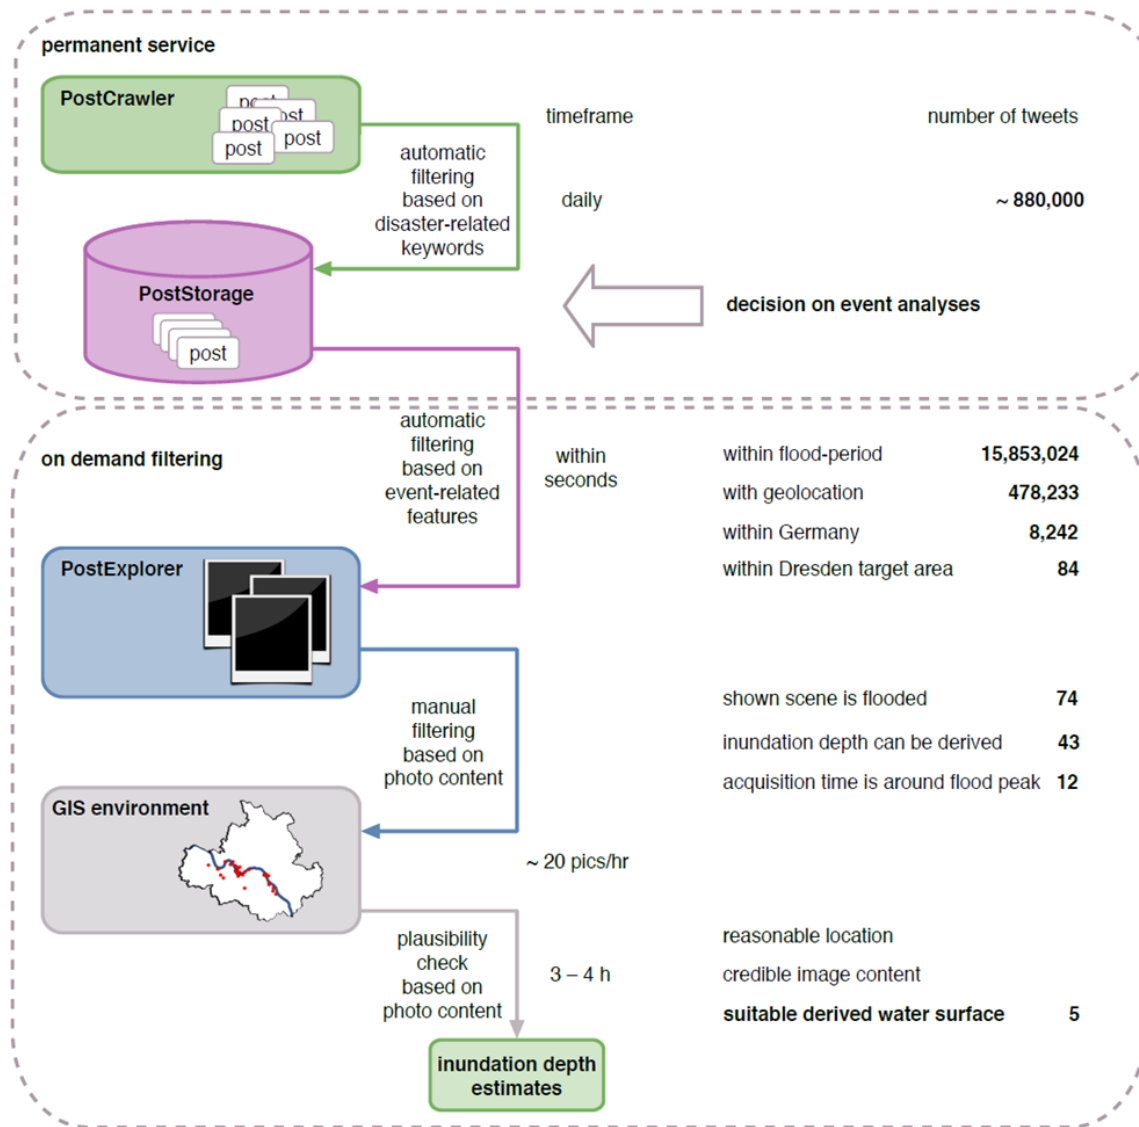 permanent service
PostCrawler
post
post
post
post
post
timeframe
number of tweets
automatic
filtering
based on
disaster-related
keywords
daily
~ 880,000
PostStorage
post
decision on event analyses
on demand filtering
automatic
filtering
based on
event-related
features
within
seconds
within flood-period 15,853,024
with geolocation 478,233
within Germany 8,242
within Dresden target area 84
PostExplorer
manual
filtering
based on
photo content
shown scene is flooded 74
inundation depth can be derived 43
acquisition time is around flood peak 12
GIS environment
~ 20 pics/hr
plausibility
check
based on
photo content
3 – 4 h
reasonable location
credible image content
suitable derived water surface 5
inundation depth
estimates